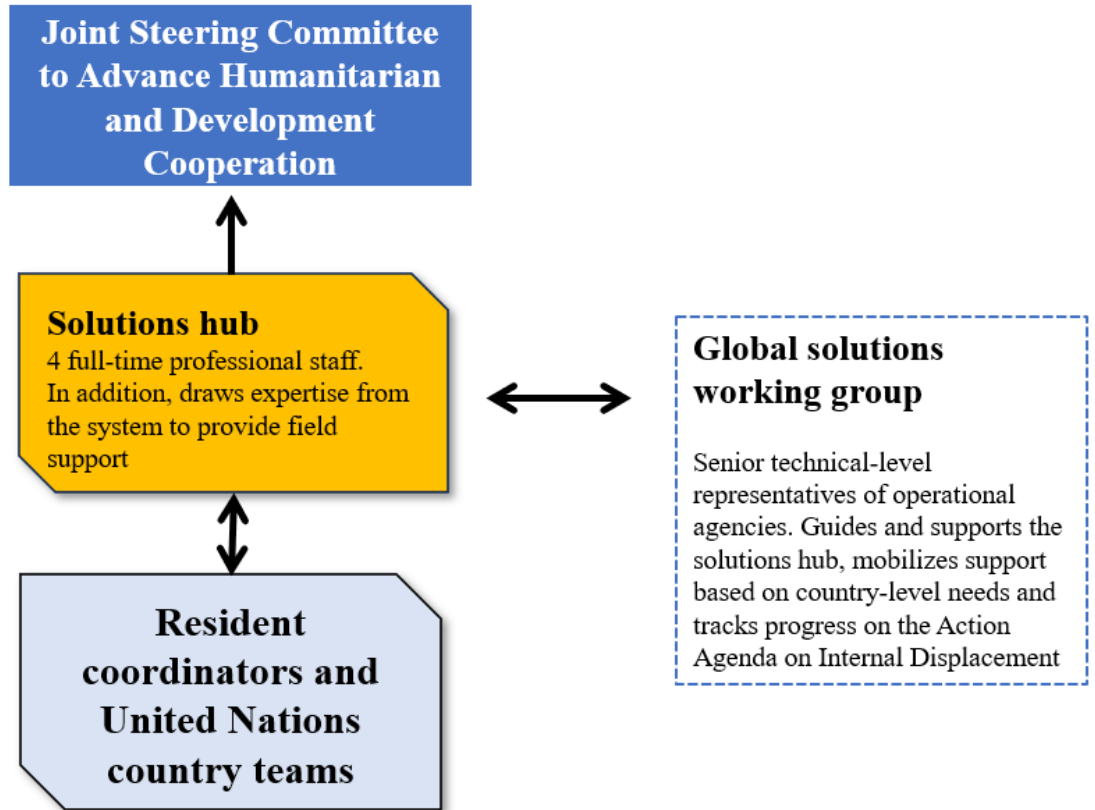 Joint Steering Committee
to Advance Humanitarian
and Development
Cooperation
Solutions hub
4 full-time professional staff.
In addition, draws expertise from
the system to provide field
support
Global solutions
working group
Senior technical-level
representatives of operational
agencies. Guides and supports the
solutions hub, mobilizes support
based on country-level needs and
tracks progress on the Action
Agenda on Internal Displacement
Resident
coordinators and
United Nations
country teams